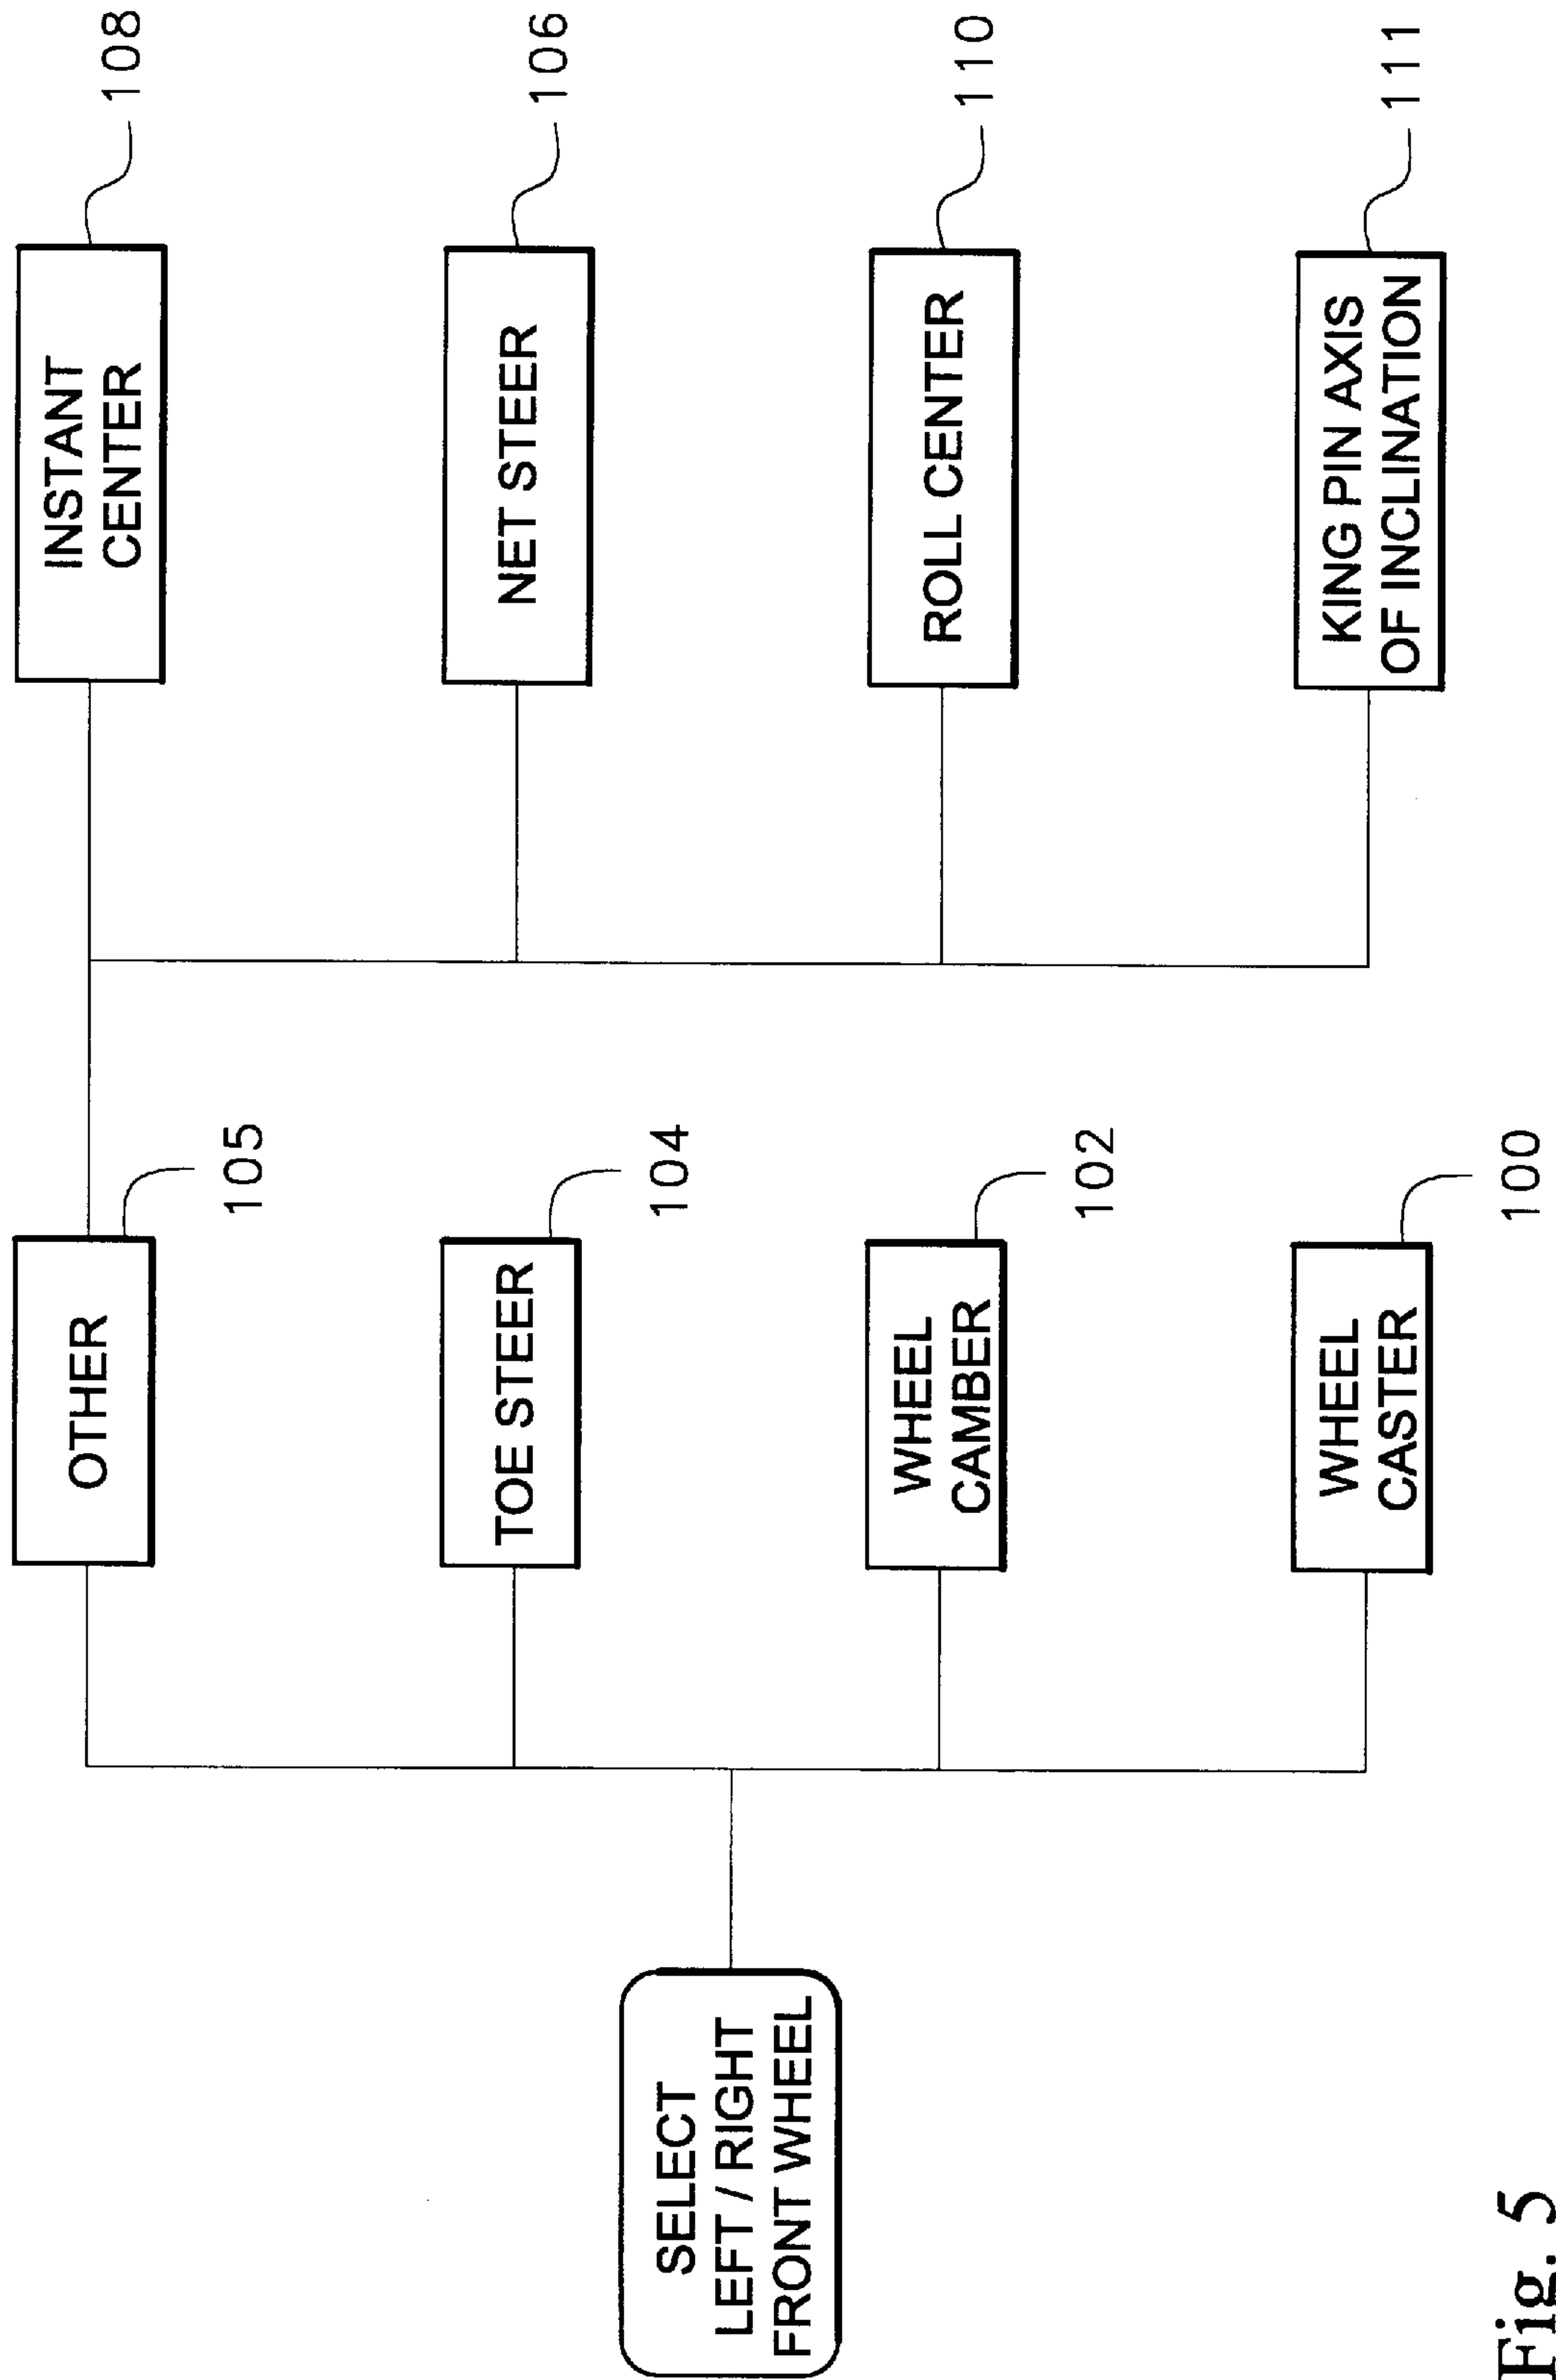 SELECT
LEFT / RIGHT
FRONT WHEEL
OTHER
105
TOE STEER
104
WHEEL
CAMBER
102
WHEEL
CASTER
100
INSTANT
CENTER
108
NET STEER
106
ROLL CENTER
110
KING PIN AXIS
OF INCLINATION
111
Fig. 5